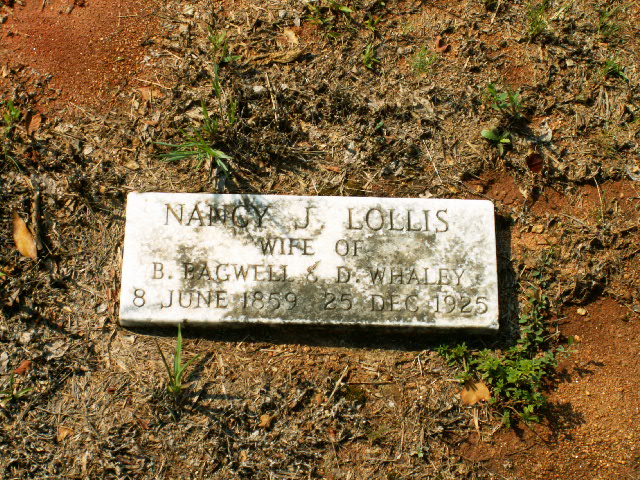 NANCY J. LOLLIS
WIFE OF
B. BAGWELL & D. WHALEY
8 JUNE 1859 25 DEC 1925